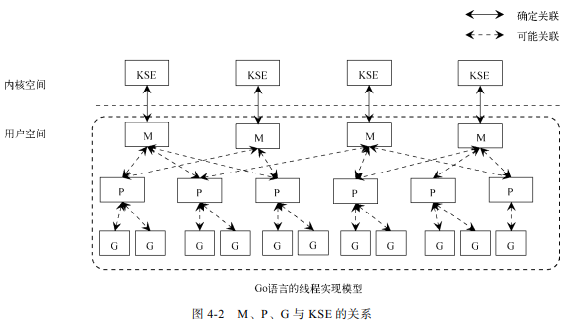 确定关联
可能关联
KSE KSE KSE KSE
内核空间
用户空间
M M M M
P P P P P P
G G G G G G G G G G G
Go语言的线程实现模型
图 4-2 M、P、G 与 KSE 的关系